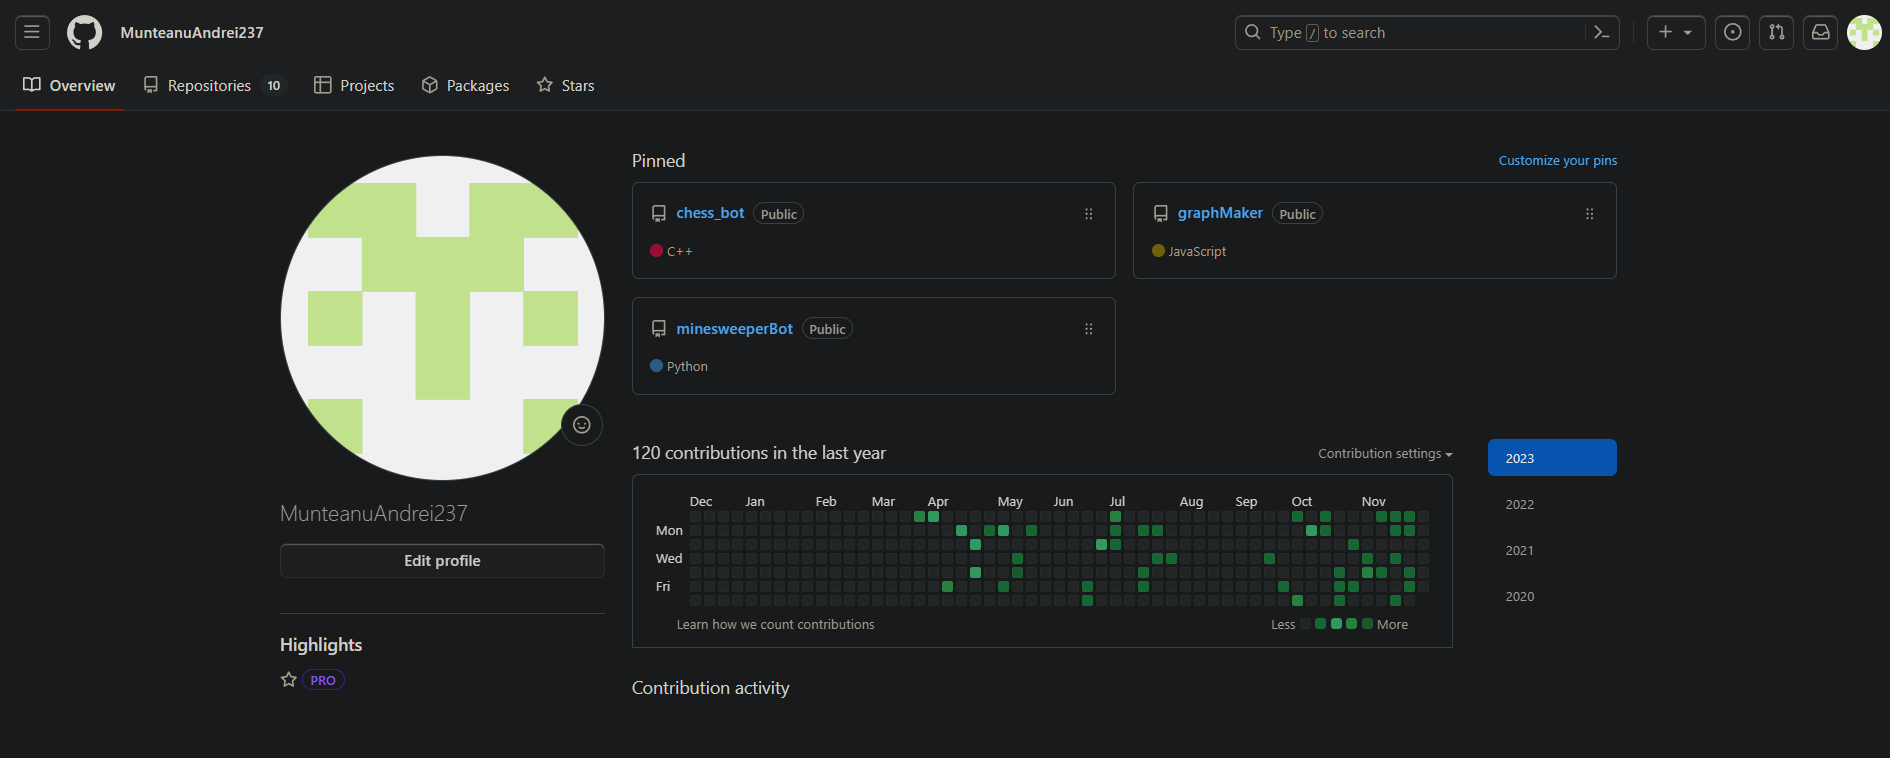 MunteanuAndrei237
Type / to search
Overview
Repositories 10
Projects
Packages
Stars
Pinned
Customize your pins
chess_bot Public
C++
graphMaker Public
JavaScript
minesweeperBot Public
Python
MunteanuAndrei237
Edit profile
Highlights
PRO
120 contributions in the last year
Contribution settings
2023
2022
2021
2020
Dec Jan Feb Mar Apr May Jun Jul Aug Sep Oct Nov
Mon
Wed
Fri
Learn how we count contributions
Less More
Contribution activity